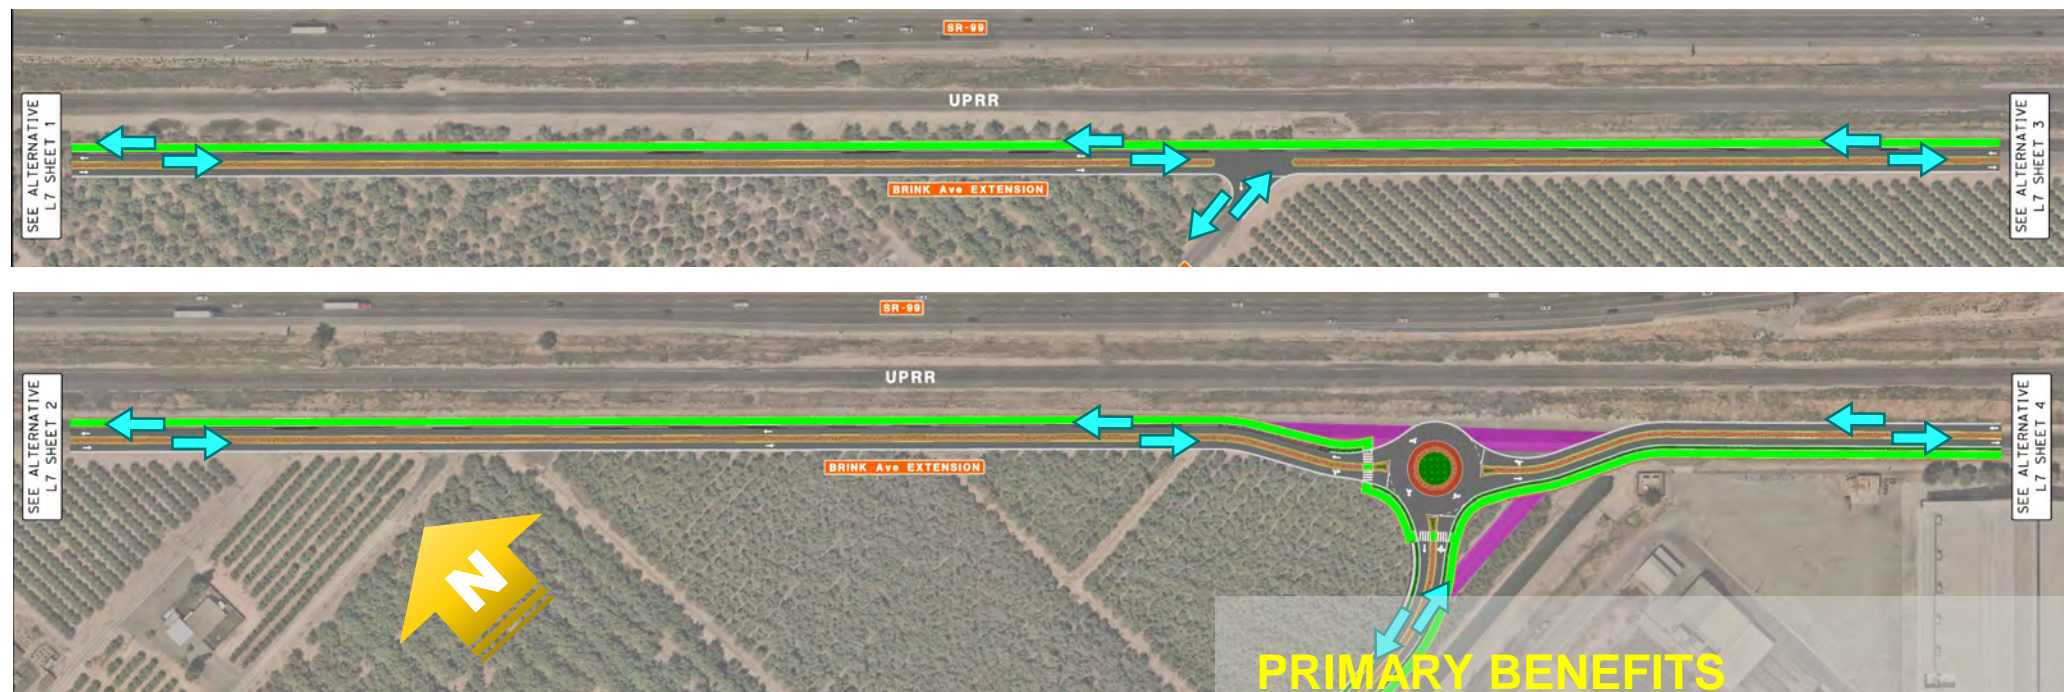 SR-99
UPRR
SEE ALTERNATIVE
L7 SHEET 1
SEE ALTERNATIVE
L7 SHEET 3
BRINK Ave EXTENSION
SR-99
UPRR
SEE ALTERNATIVE
L7 SHEET 2
SEE ALTERNATIVE
L7 SHEET 4
BRINK Ave EXTENSION
N
PRIMARY BENEFITS